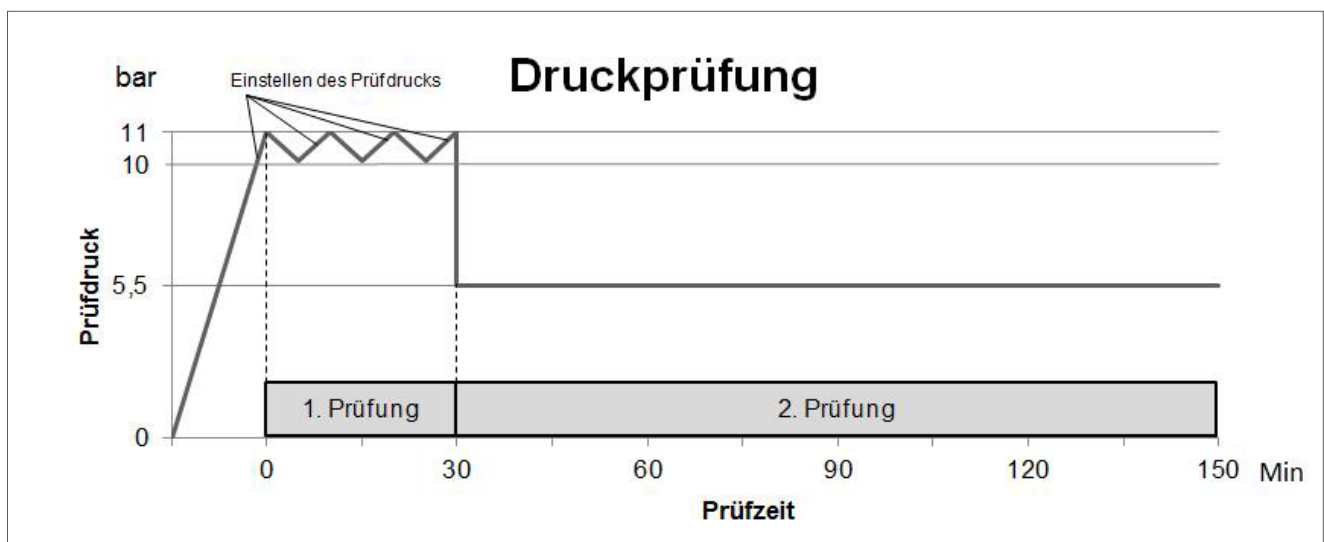 Druckprüfung
bar
Einstellen des Prüfdrucks
11
10
Prüfdruck
5,5
1. Prüfung 2. Prüfung
0
0 30 60 90 120 150 Min
Prüfzeit